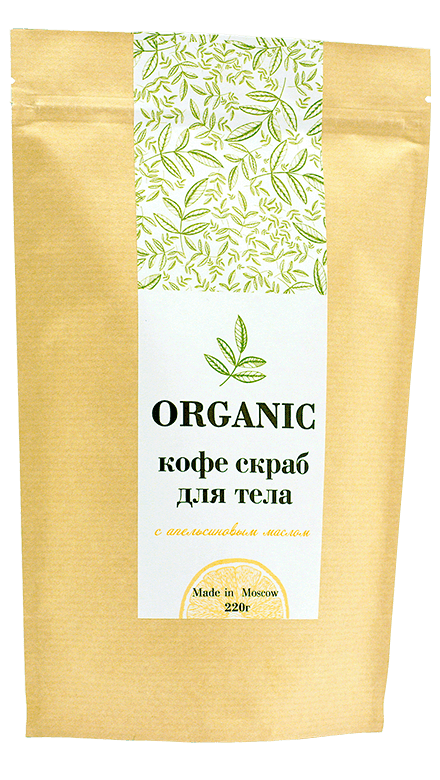 ORGANIC
кофе скраб
для тела
с апельсиновым маслом
Made in Moscow
220г